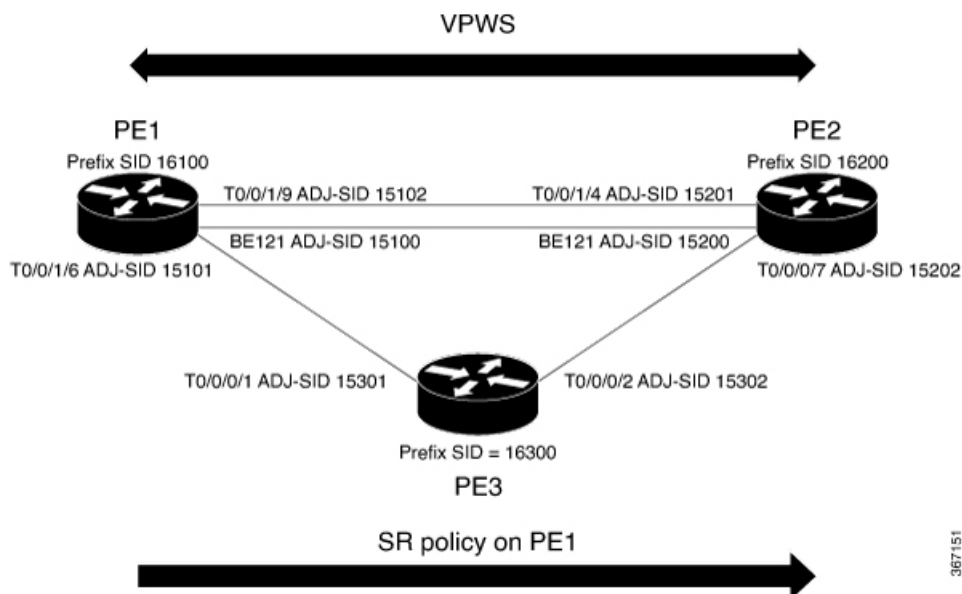 VPWS
PE1
PE2
Prefix SID 16100
Prefix SID 16200
T0/0/1/9 ADJ-SID 15102
T0/0/1/4 ADJ-SID 15201
BE121 ADJ-SID 15100
BE121 ADJ-SID 15200
T0/0/1/6 ADJ-SID 15101
T0/0/0/7 ADJ-SID 15202
T0/0/0/1 ADJ-SID 15301
T0/0/0/2 ADJ-SID 15302
Prefix SID = 16300
PE3
SR policy on PE1
367151